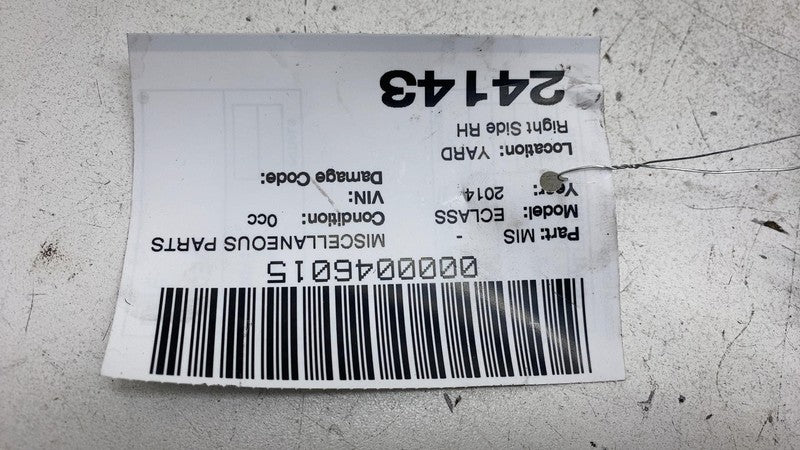 0000046015
Part: MIS - MISCELLANEOUS PARTS
Model: ECLASS Condition: 0cc
Year: 2014 VIN:
Location: YARD Damage Code:
Right Side RH
24143